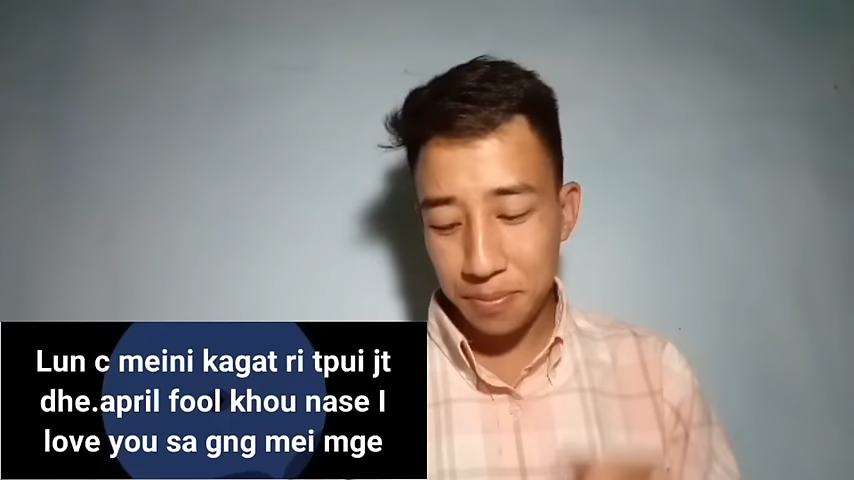 Lun c meini kagat ri tpui jt
dhe.april fool khou nase I
love you sa gng mei mge